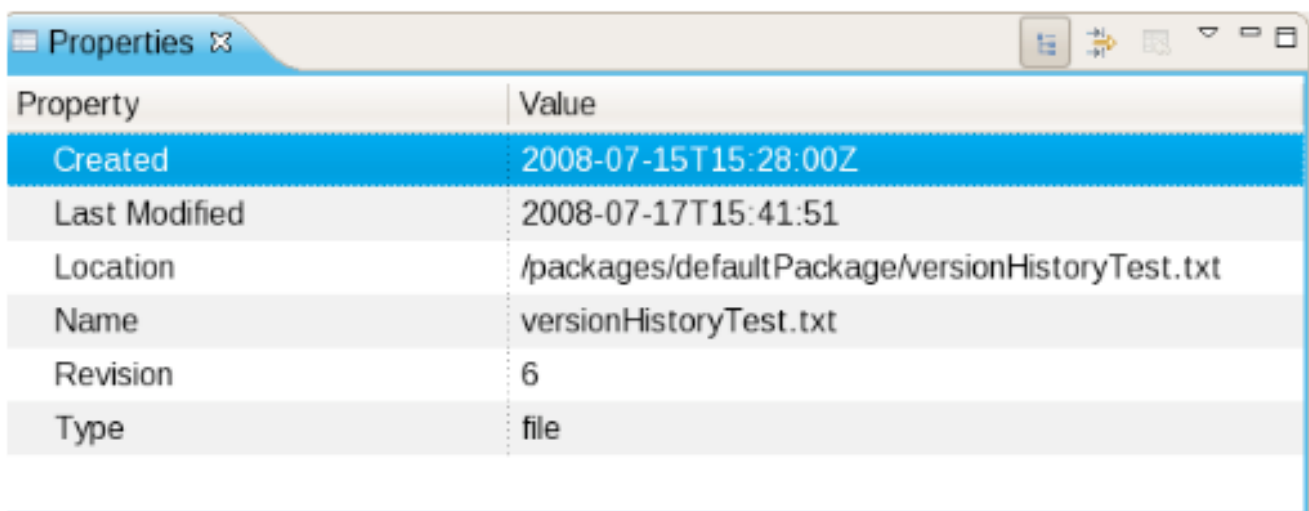 Properties
Property Value
Created 2008-07-15T15:28:00Z
Last Modified 2008-07-17T15:41:51
Location /packages/defaultPackage/versionHistoryTest.txt
Name versionHistoryTest.txt
Revision 6
Type file